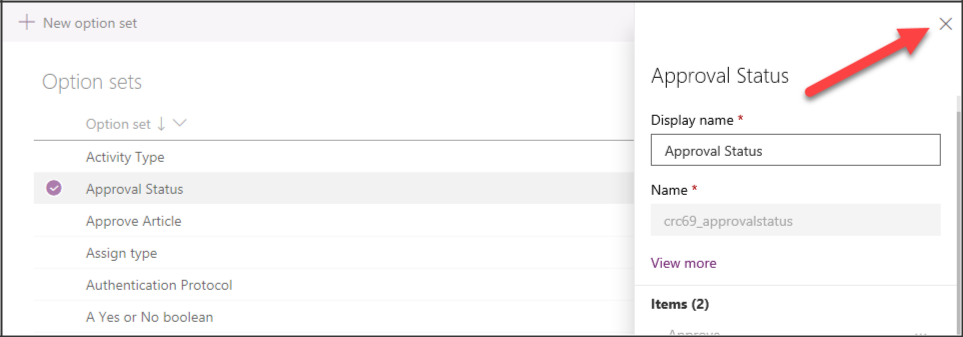 New option set
Option sets
Option set
Activity Type
Approval Status
Approve Article
Assign type
Authentication Protocol
A Yes or No boolean
Approval Status
Display name *
Approval Status
Name *
crc69_approvalstatus
View more
Items (2)
Approve